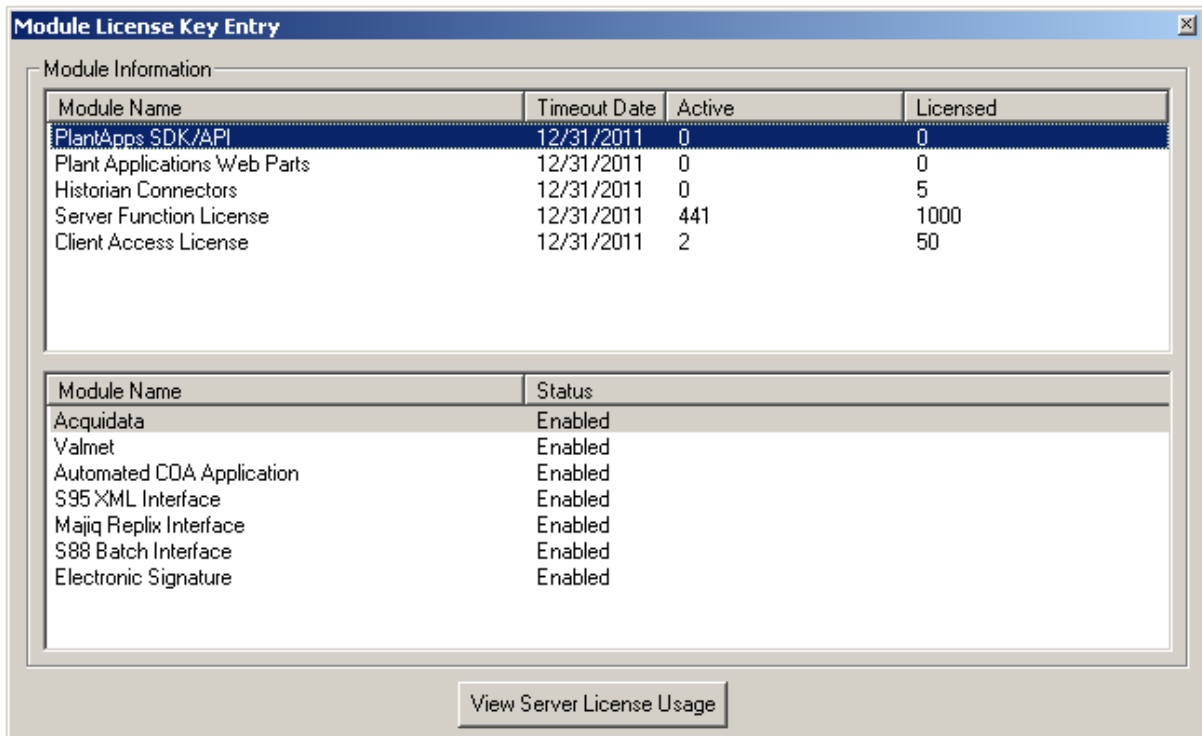 Module License Key Entry
Module Information
Module Name Timeout Date Active Licensed
PlantApps SDK/API 12/31/2011 0 0
Plant Applications Web Parts 12/31/2011 0 0
Historian Connectors 12/31/2011 0 5
Server Function License 12/31/2011 441 1000
Client Access License 12/31/2011 2 50
Module Name Status
Acquidata Enabled
Valmet Enabled
Automated COA Application Enabled
S95 XML Interface Enabled
Majiq Replix Interface Enabled
S88 Batch Interface Enabled
Electronic Signature Enabled
View Server License Usage